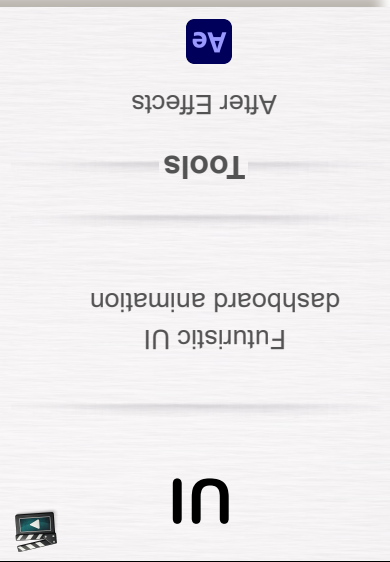 UI
Futuristic UI
dashboard animation
Tools
After Effects
Ae